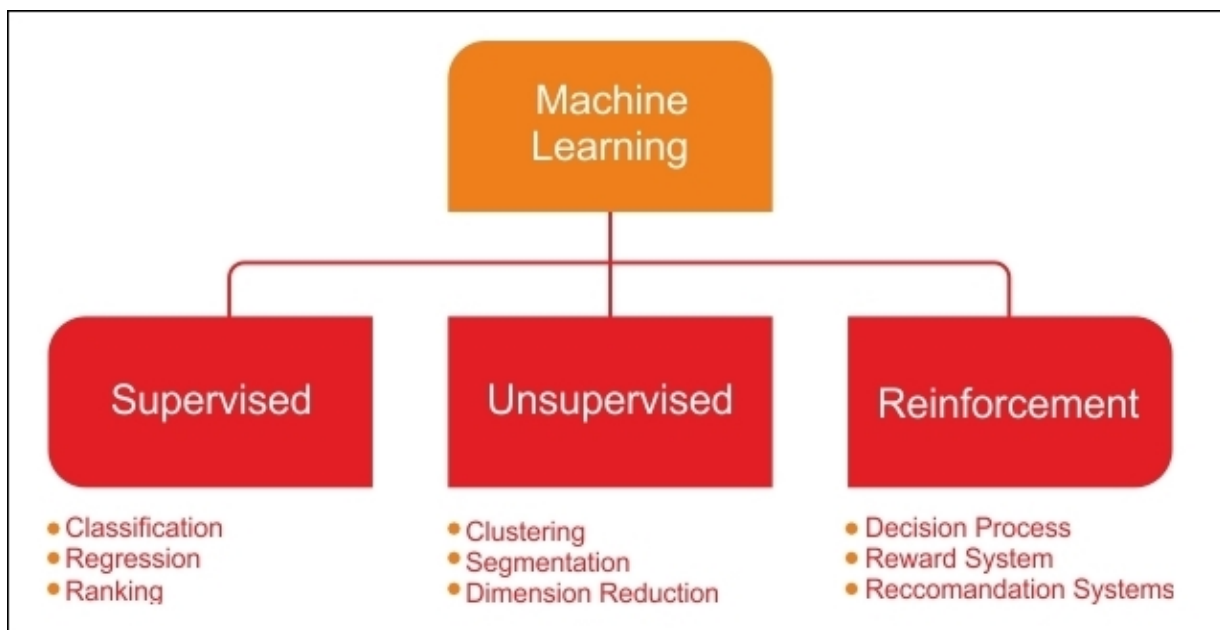 Machine
Learning
Supervised
Unsupervised
Reinforcement
Classification
Regression
Ranking
Clustering
Segmentation
Dimension Reduction
Decision Process
Reward System
Reccomandation Systems